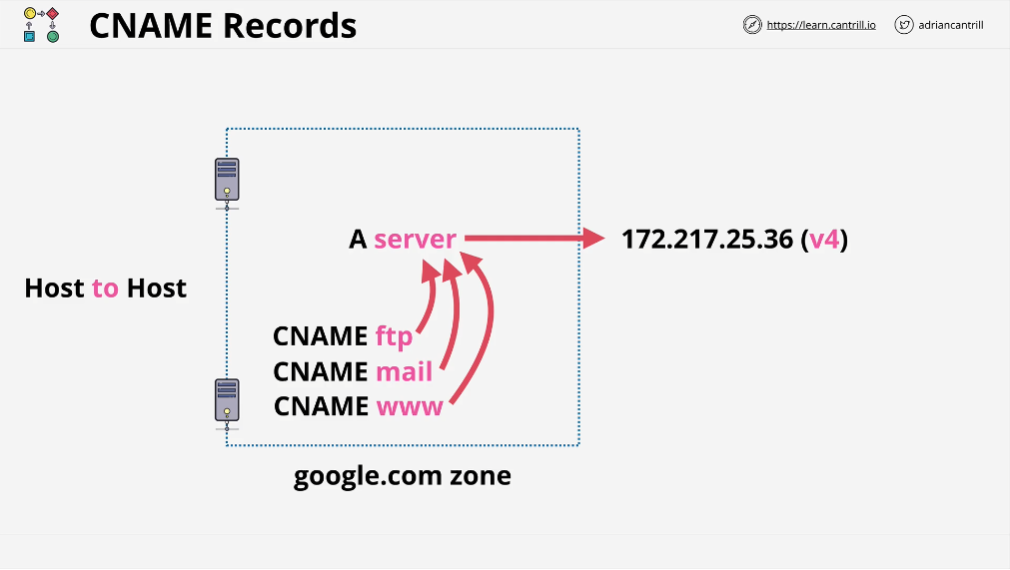 CNAME Records
https://learn.cantrill.io
adriancantrill
A server
172.217.25.36 (v4)
Host to Host
CNAME ftp
CNAME mail
CNAME www
google.com zone